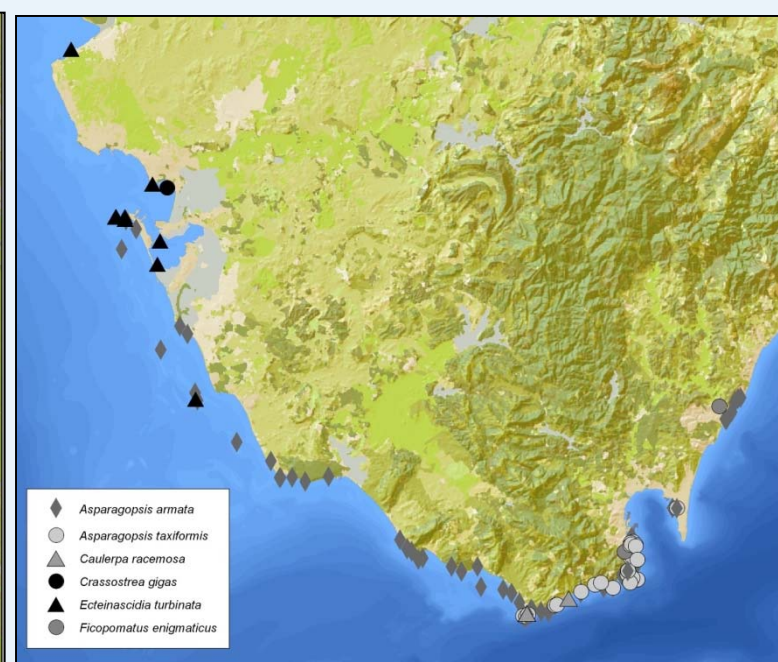 Asparagopsis armata
Asparagopsis taxiformis
Caulerpa racemosa
Crassostrea gigas
Ecteinascidia turbinata
Ficopomatus enigmaticus